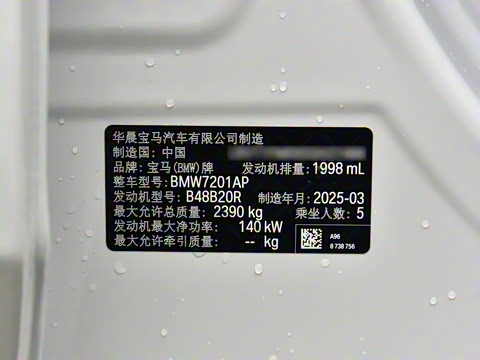 华晨宝马汽车有限公司制造
制造国：中国
品牌：宝马(BMW)牌 发动机排量：1998 mL
整车型号：BMW7201AP
发动机型号：B48B20R 制造年月：2025-03
最大允许总质量：2390 kg 乘坐人数：5
发动机最大净功率：140 kW
最大允许牵引质量：-- kg
A96
8 738 756